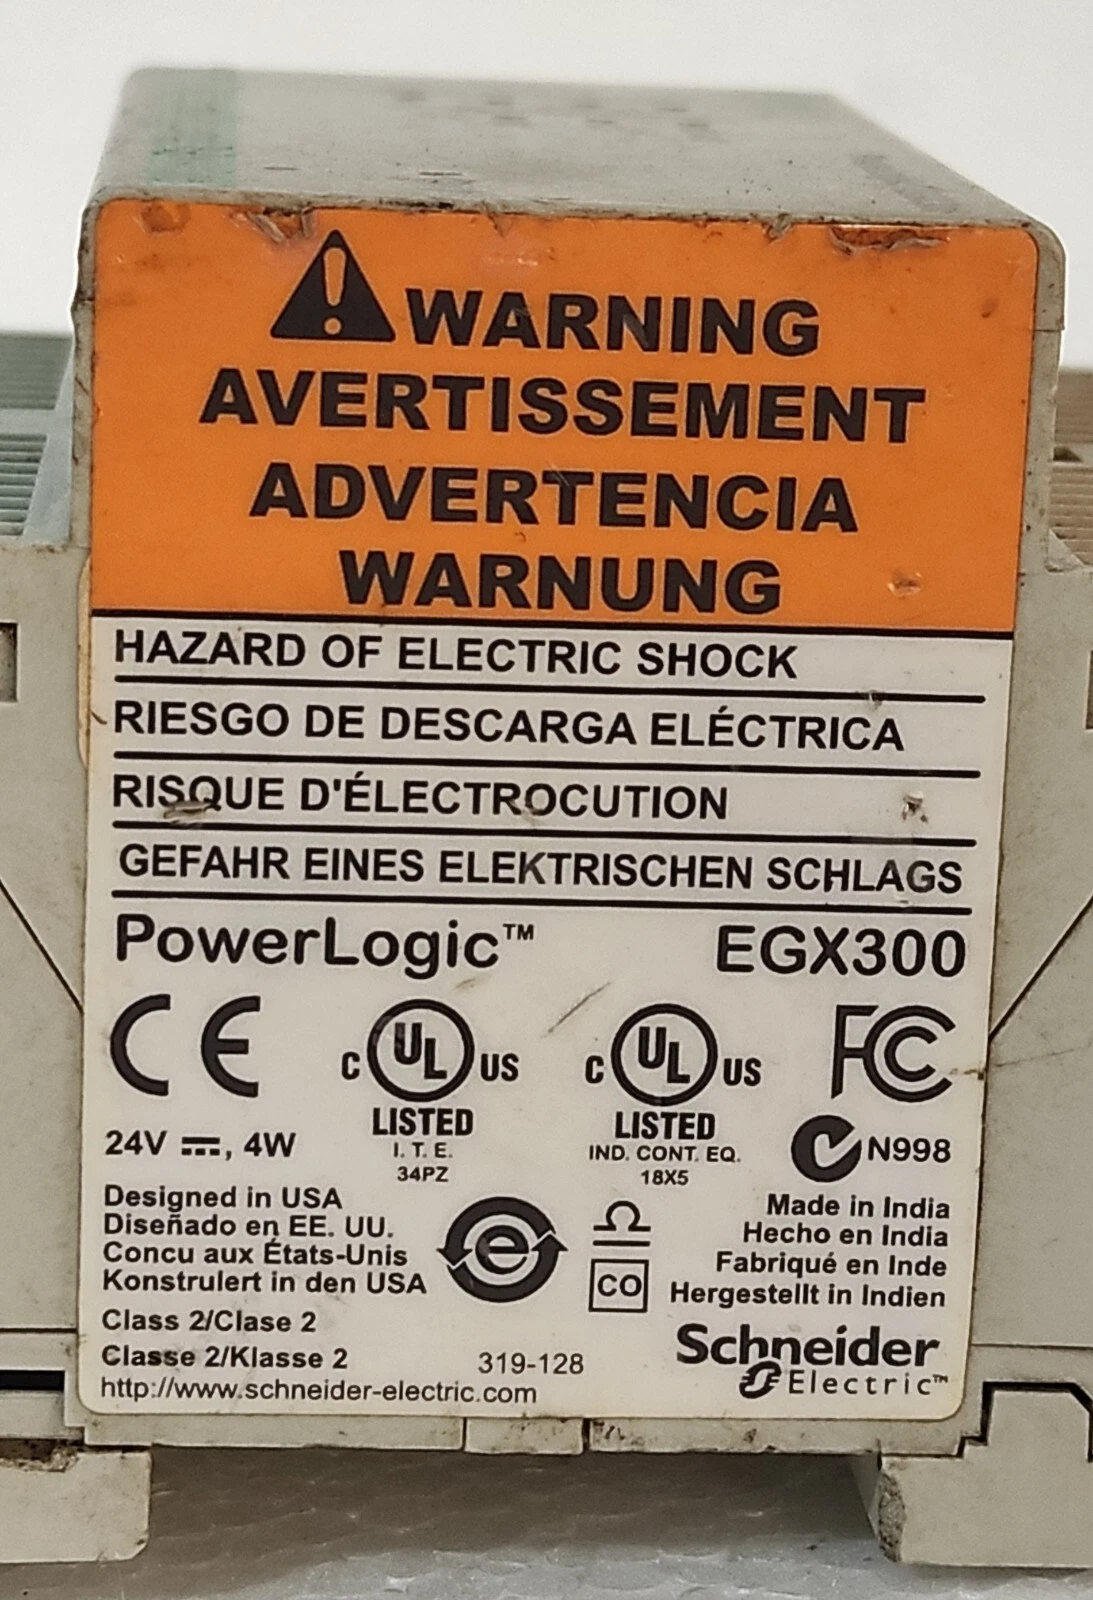 WARNING
AVERTISSEMENT
ADVERTENCIA
WARNUNG
HAZARD OF ELECTRIC SHOCK
RIESGO DE DESCARGA ELÉCTRICA
RISQUE D'ÉLECTROCUTION
GEFAHR EINES ELEKTRISCHEN SCHLAGS
PowerLogic™ EGX300
CE
C UL US
LISTED
I. T. E.
34PZ
C UL US
LISTED
IND. CONT. EQ.
18X5
FC
N998
24V ⎓, 4W
Designed in USA
Diseñado en EE. UU.
Concu aux États-Unis
Konstrulert in den USA
e
CO
Made in India
Hecho en India
Fabriqué en Inde
Hergestellt in Indien
Class 2/Clase 2
Classe 2/Klasse 2
319-128
http://www.schneider-electric.com
Schneider
Electric™